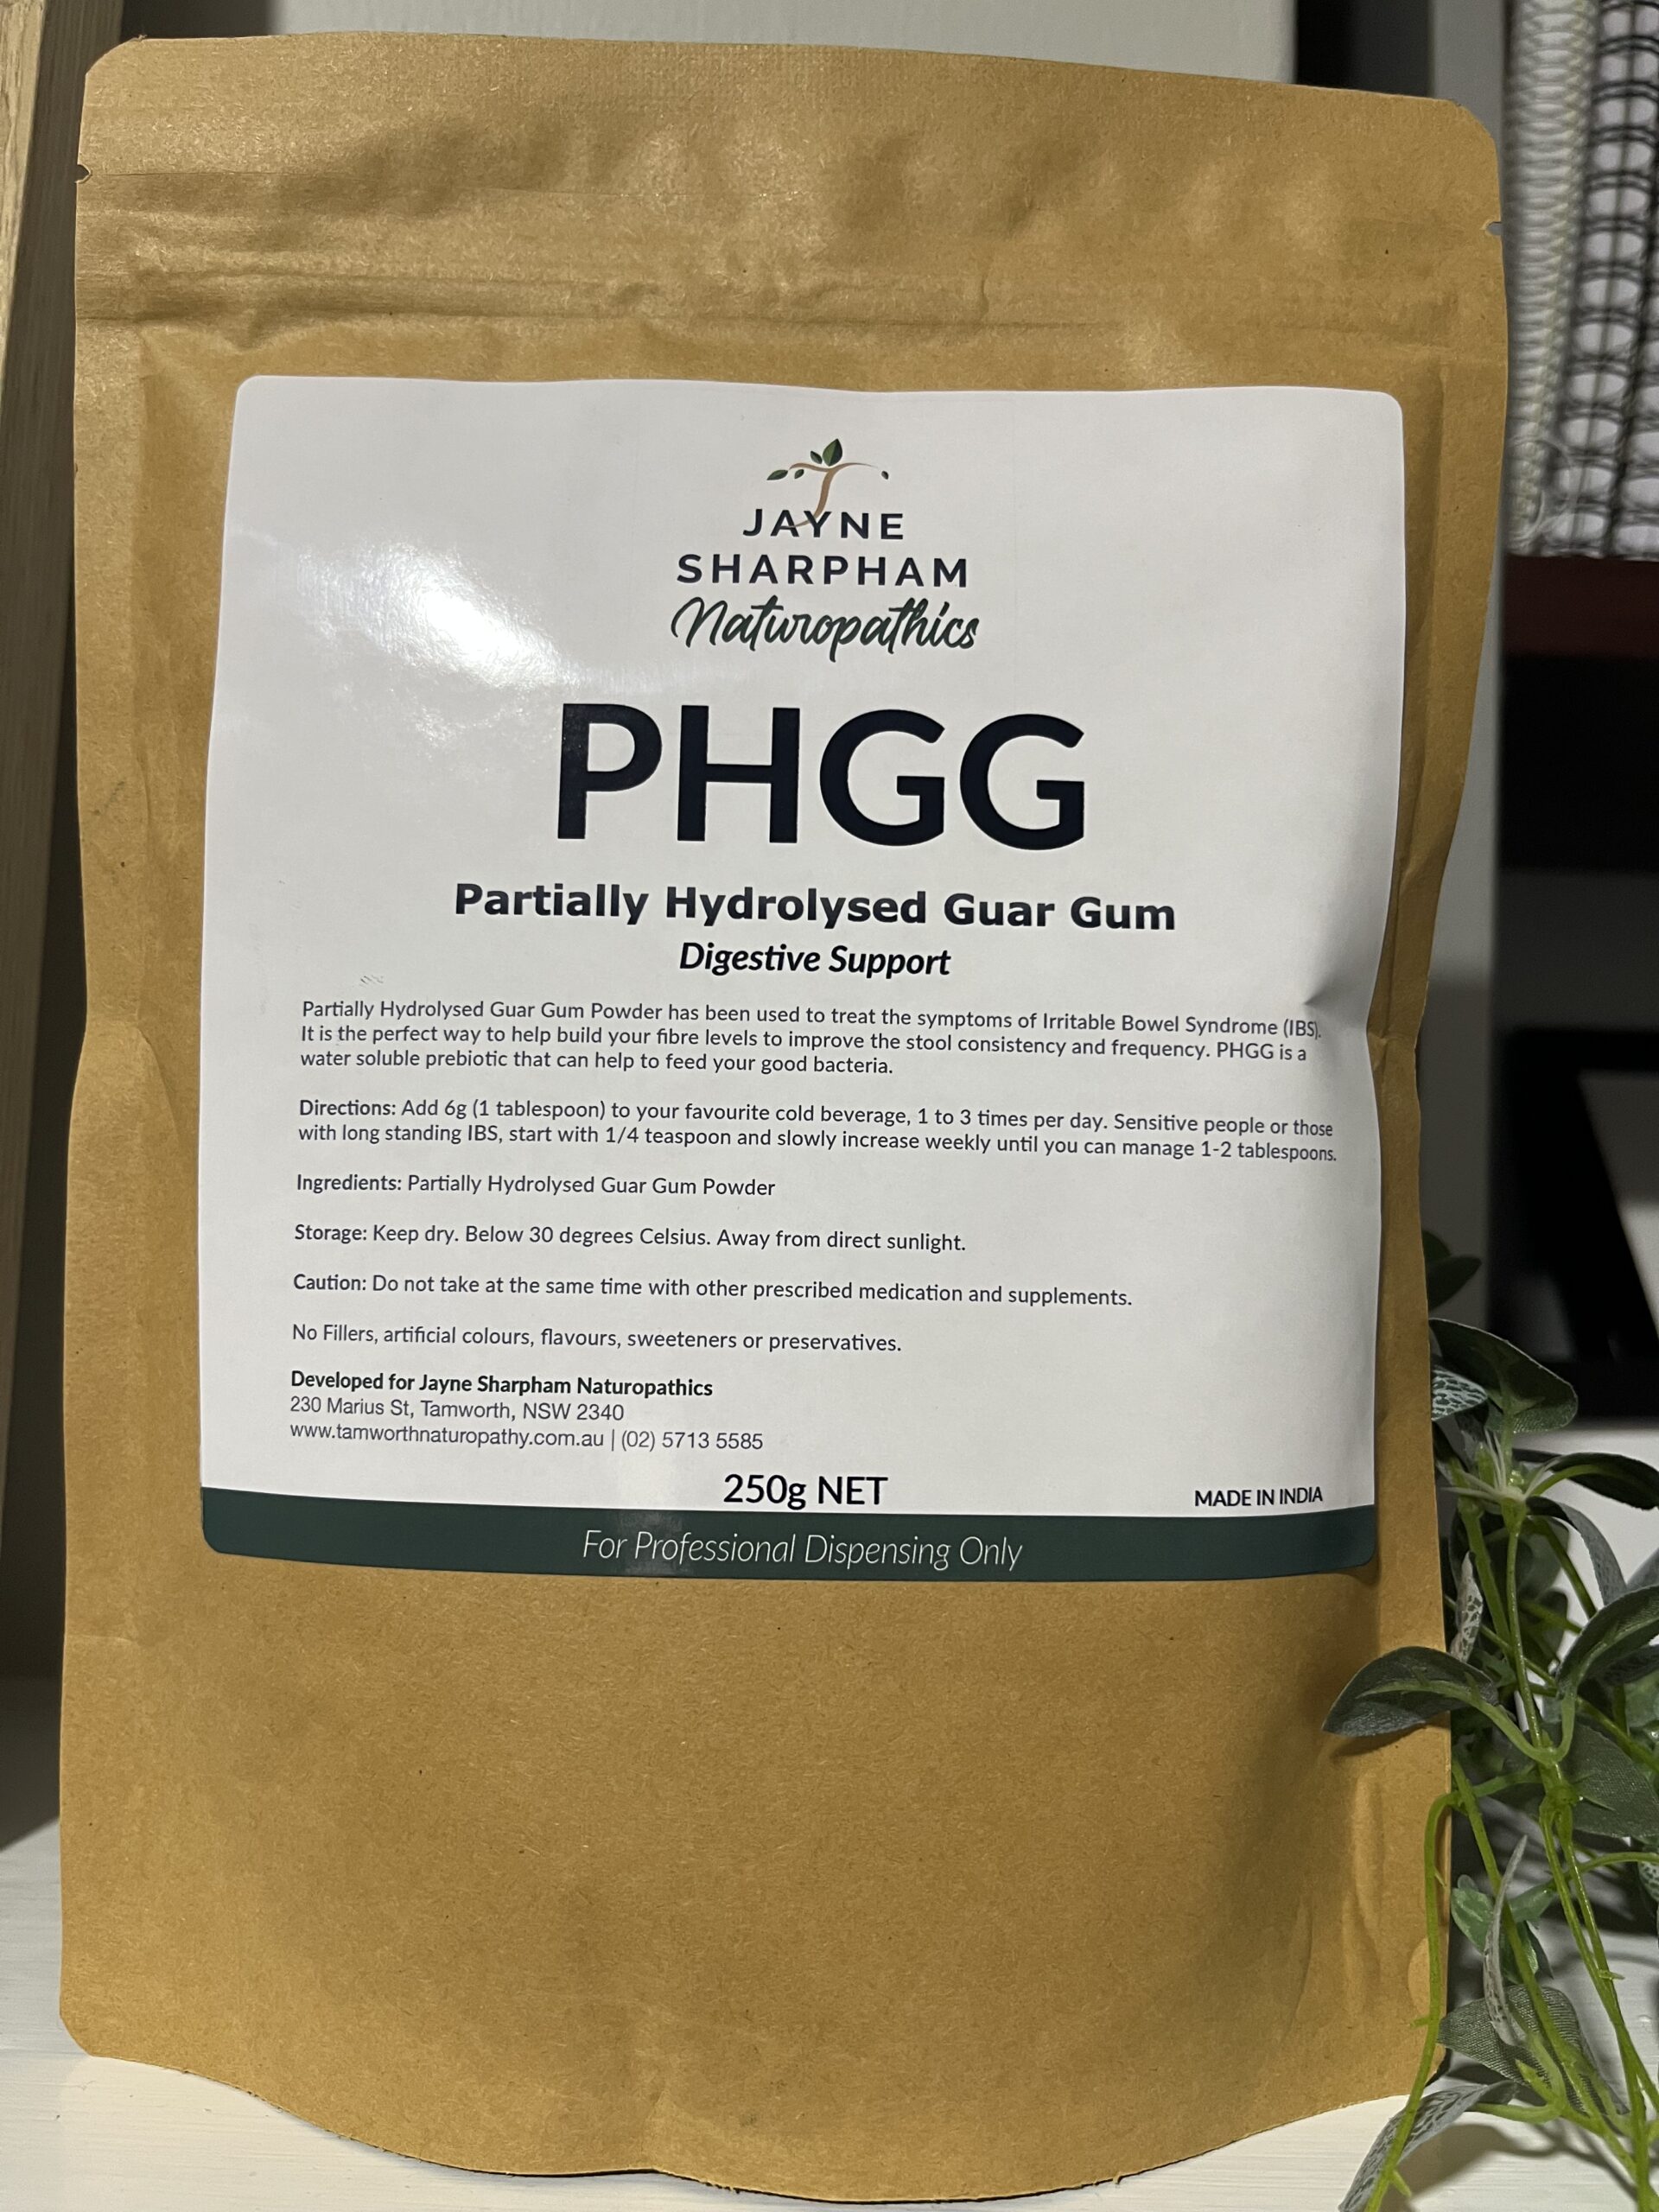 JAYNE
SHARPHAM
Naturopathics
PHGG
Partially Hydrolysed Guar Gum
Digestive Support
Partially Hydrolysed Guar Gum Powder has been used to treat the symptoms of Irritable Bowel Syndrome (IBS).
It is the perfect way to help build your fibre levels to improve the stool consistency and frequency. PHGG is a
water soluble prebiotic that can help to feed your good bacteria.
Directions: Add 6g (1 tablespoon) to your favourite cold beverage, 1 to 3 times per day. Sensitive people or those
with long standing IBS, start with 1/4 teaspoon and slowly increase weekly until you can manage 1-2 tablespoons.
Ingredients: Partially Hydrolysed Guar Gum Powder
Storage: Keep dry. Below 30 degrees Celsius. Away from direct sunlight.
Caution: Do not take at the same time with other prescribed medication and supplements.
No Fillers, artificial colours, flavours, sweeteners or preservatives.
Developed for Jayne Sharpham Naturopathics
230 Marius St, Tamworth, NSW 2340
www.tamworthnaturopathy.com.au | (02) 5713 5585
250g NET
MADE IN INDIA
For Professional Dispensing Only